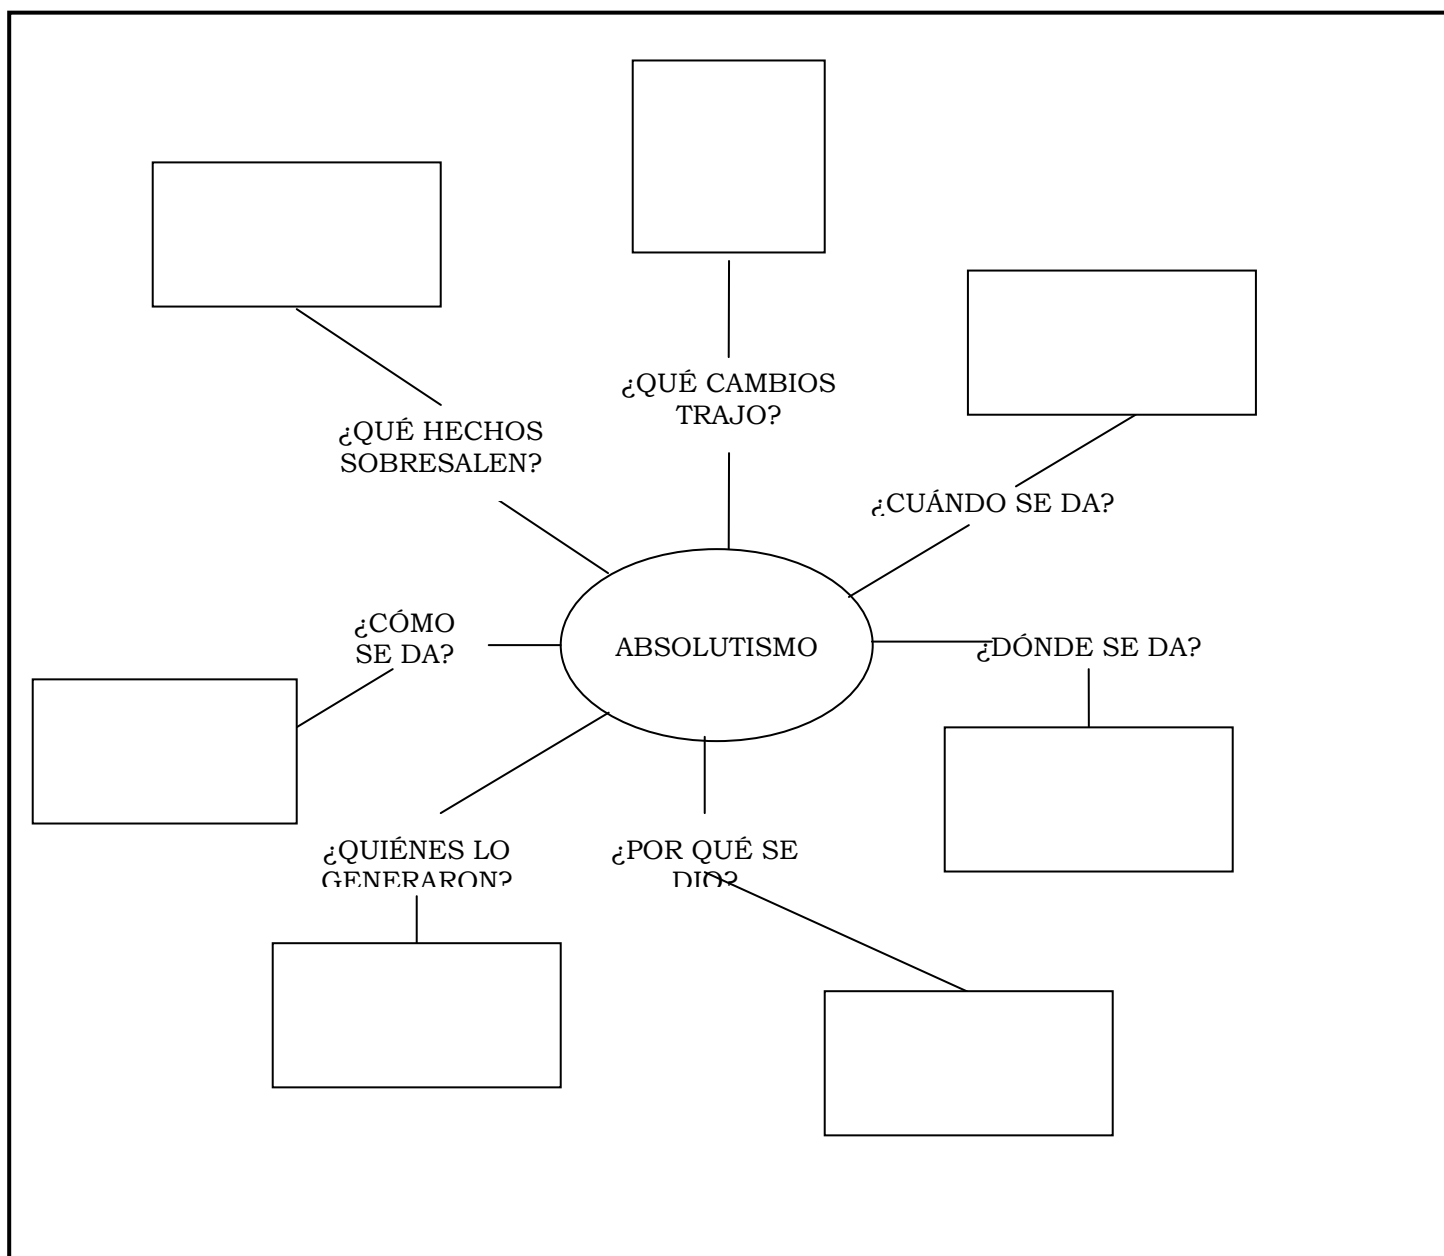 ¿QUÉ CAMBIOS
TRAJO?
¿QUÉ HECHOS
SOBRESALEN?
¿CUÁNDO SE DA?
¿CÓMO
SE DA?
ABSOLUTISMO
¿DÓNDE SE DA?
¿QUIÉNES LO
GENERARON?
¿POR QUÉ SE
DIO?